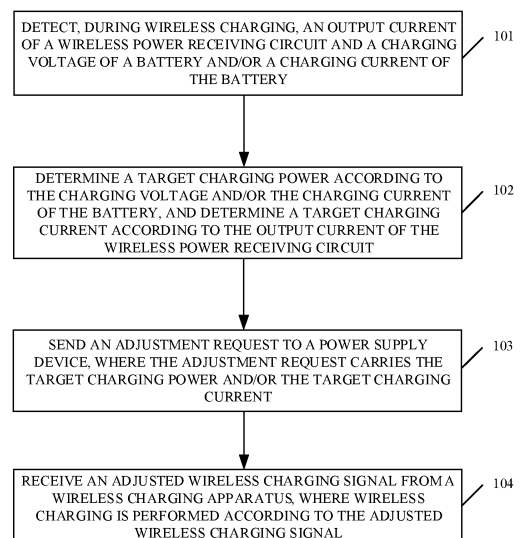 DETECT, DURING WIRELESS CHARGING, AN OUTPUT CURRENT
OF A WIRELESS POWER RECEIVING CIRCUIT AND A CHARGING
VOLTAGE OF A BATTERY AND/OR A CHARGING CURRENT OF
THE BATTERY
101
DETERMINE A TARGET CHARGING POWER ACCORDING TO
THE CHARGING VOLTAGE AND/OR THE CHARGING CURRENT
OF THE BATTERY, AND DETERMINE A TARGET CHARGING
CURRENT ACCORDING TO THE OUTPUT CURRENT OF THE
WIRELESS POWER RECEIVING CIRCUIT
102
SEND AN ADJUSTMENT REQUEST TO A POWER SUPPLY
DEVICE, WHERE THE ADJUSTMENT REQUEST CARRIES THE
TARGET CHARGING POWER AND/OR THE TARGET CHARGING
CURRENT
103
RECEIVE AN ADJUSTED WIRELESS CHARGING SIGNAL FROM A
WIRELESS CHARGING APPARATUS, WHERE WIRELESS
CHARGING IS PERFORMED ACCORDING TO THE ADJUSTED
WIRELESS CHARGING SIGNAL
104